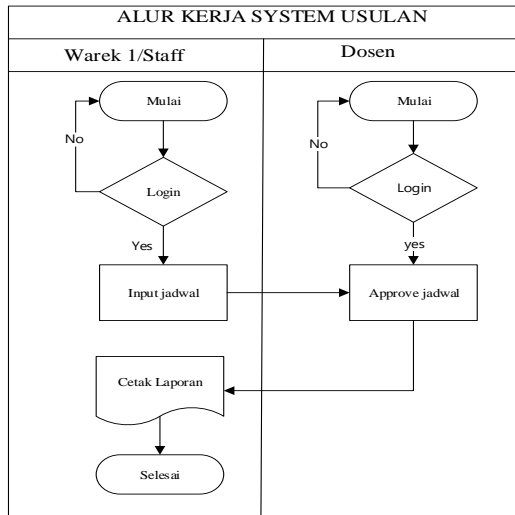 ALUR KERJA SYSTEM USULAN
Warek 1/Staff
Dosen
Mulai
Mulai
No
No
Login
Login
Yes
yes
Input jadwal
Approve jadwal
Cetak Laporan
Selesai